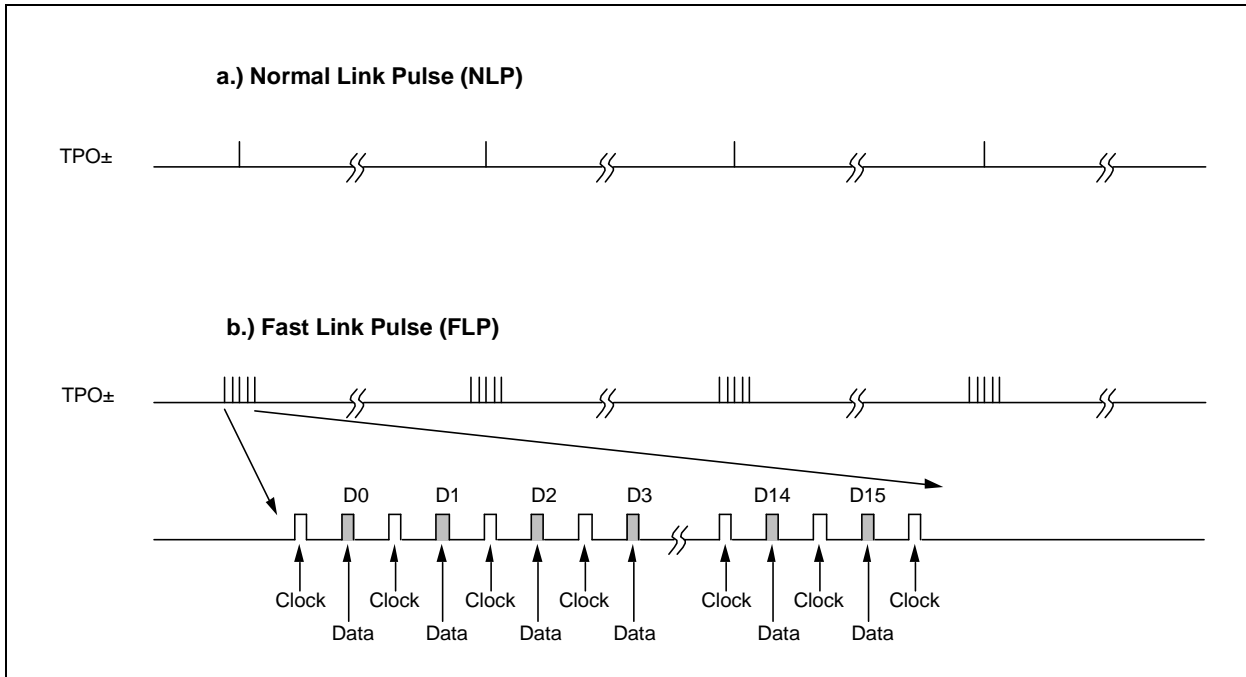 a.) Normal Link Pulse (NLP)
TPO±
b.) Fast Link Pulse (FLP)
TPO±
D0 D1 D2 D3 D14 D15
Clock Clock Clock Clock Clock Clock Clock
Data Data Data Data Data Data